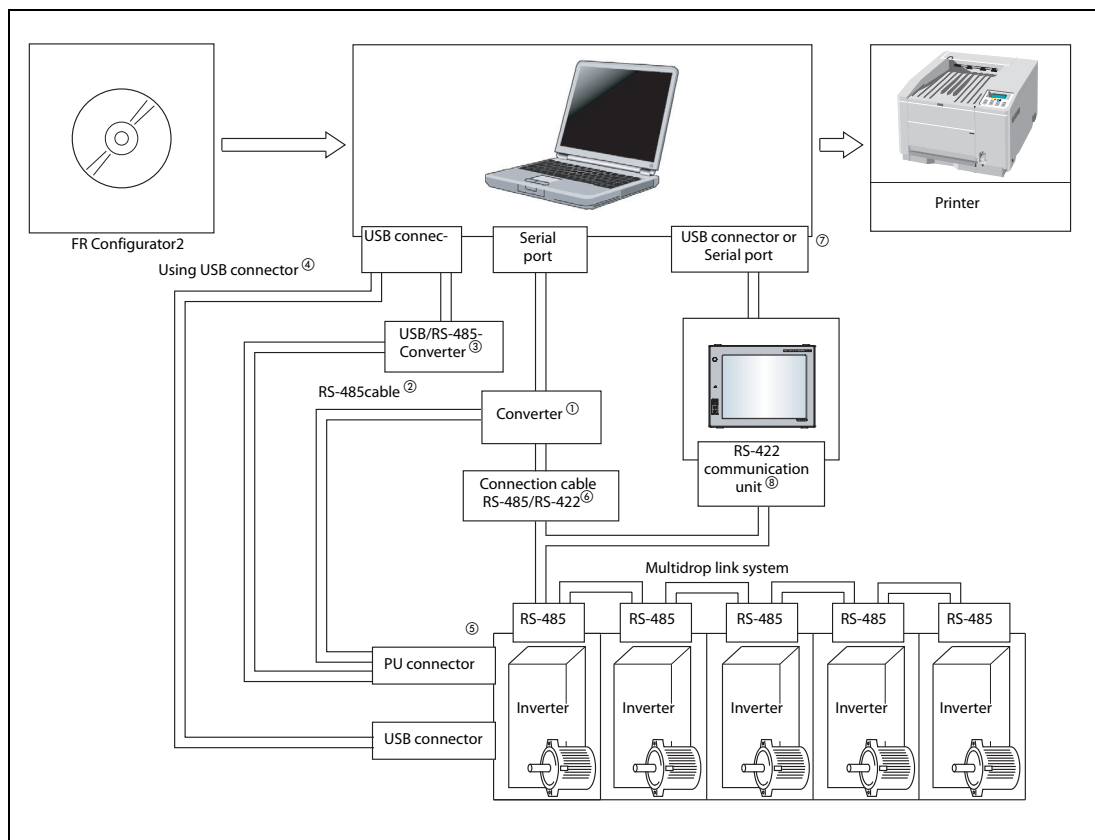 FR Configurator2
Printer
USB connec-
Serial
port
USB connector or
Serial port
⑦
Using USB connector ④
USB/RS-485-
Converter ③
RS-485cable ②
Converter ①
Connection cable
RS-485/RS-422 ⑥
RS-422
communication
unit ⑧
Multidrop link system
RS-485
RS-485
RS-485
RS-485
RS-485
⑤
PU connector
USB connector
Inverter
Inverter
Inverter
Inverter
Inverter